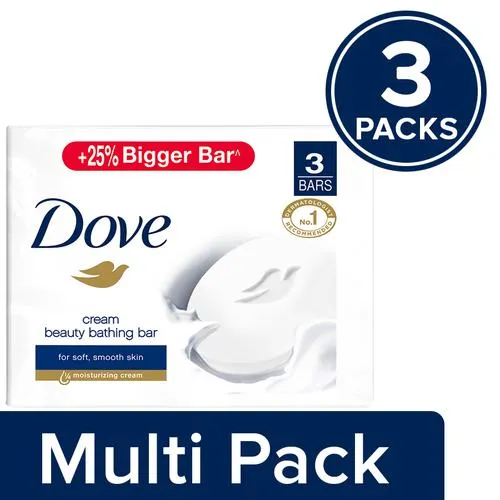 3
PACKS
+25% Bigger Bar^
3
BARS
DERMATOLOGIST
No.1
RECOMMENDED
Dove
cream
beauty bathing bar
for soft, smooth skin
¼ moisturizing cream
Multi Pack